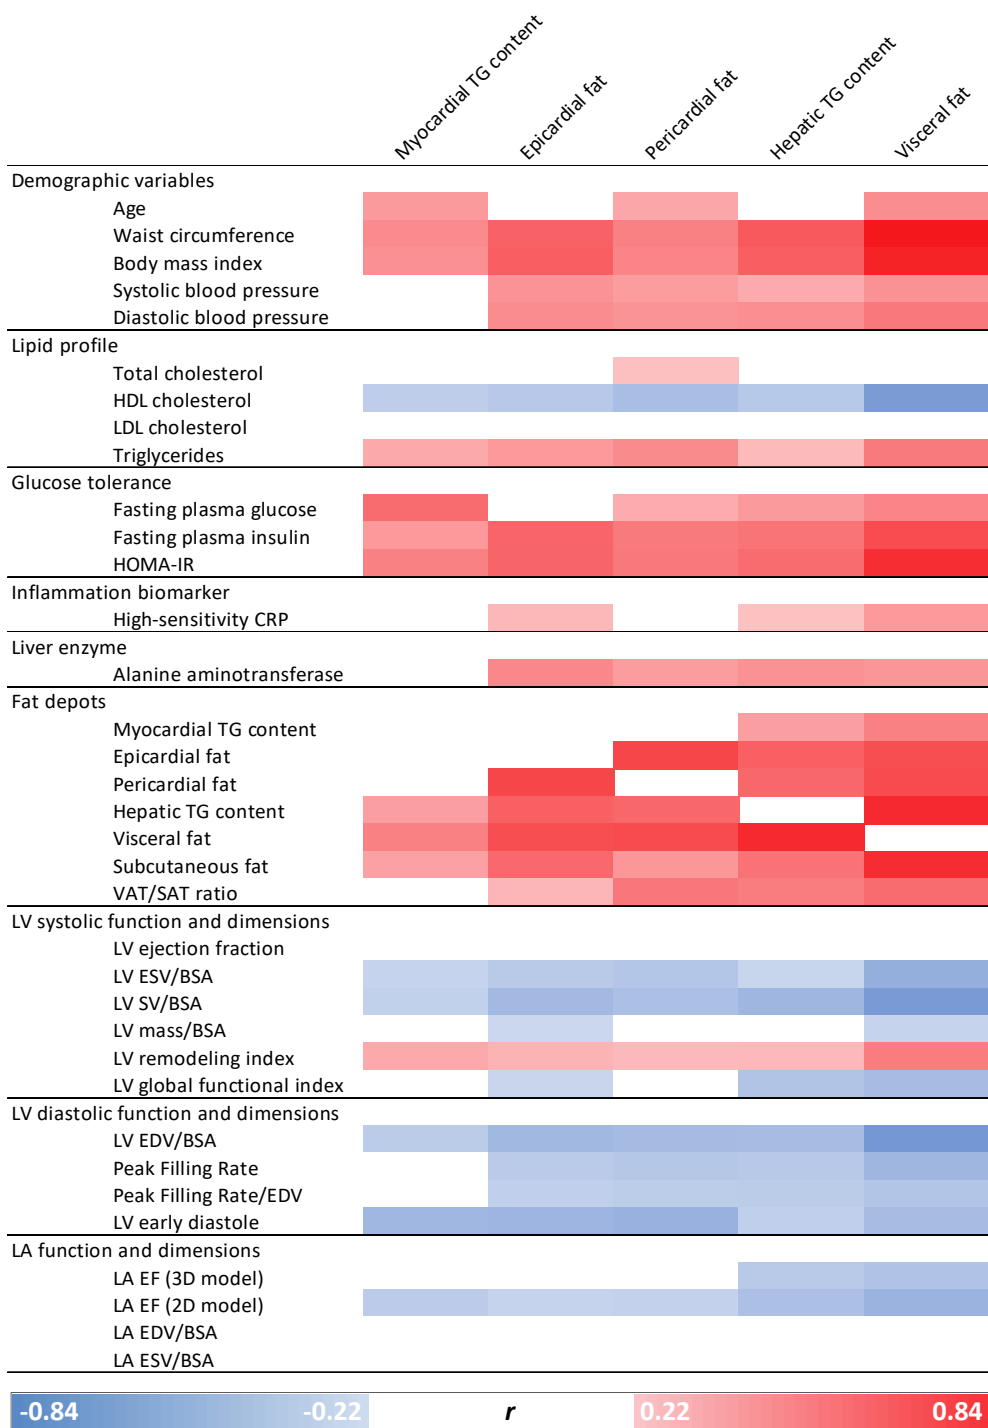 Myocardial TG content
Epicardial fat
Pericardial fat
Hepatic TG content
Visceral fat
Demographic variables
Age
Waist circumference
Body mass index
Systolic blood pressure
Diastolic blood pressure
Lipid profile
Total cholesterol
HDL cholesterol
LDL cholesterol
Triglycerides
Glucose tolerance
Fasting plasma glucose
Fasting plasma insulin
HOMA-IR
Inflammation biomarker
High-sensitivity CRP
Liver enzyme
Alanine aminotransferase
Fat depots
Myocardial TG content
Epicardial fat
Pericardial fat
Hepatic TG content
Visceral fat
Subcutaneous fat
VAT/SAT ratio
LV systolic function and dimensions
LV ejection fraction
LV ESV/BSA
LV SV/BSA
LV mass/BSA
LV remodeling index
LV global functional index
LV diastolic function and dimensions
LV EDV/BSA
Peak Filling Rate
Peak Filling Rate/EDV
LV early diastole
LA function and dimensions
LA EF (3D model)
LA EF (2D model)
LA EDV/BSA
LA ESV/BSA
-0.84 -0.22 r 0.22 0.84